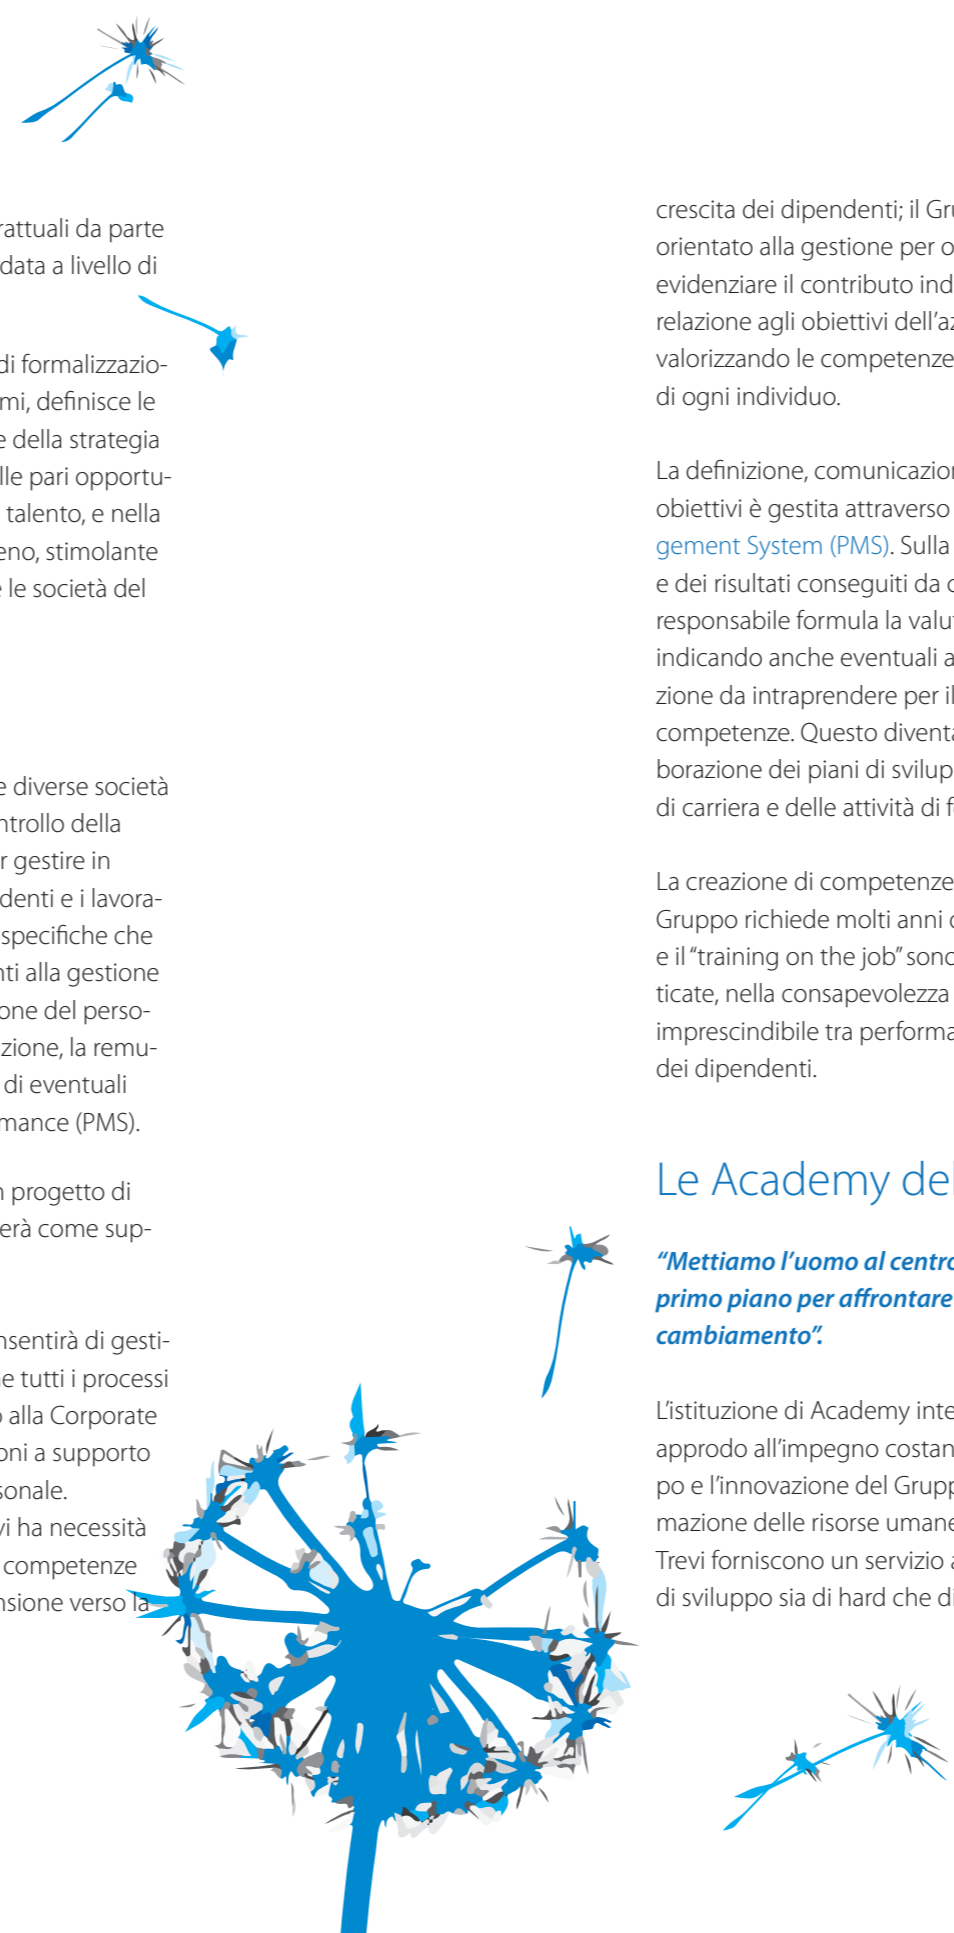 rattuali da parte
data a livello di
di formalizzazio-
mi, definisce le
e della strategia
lle pari opportu-
talento, e nella
eno, stimolante
e le società del
e diverse società
ntrollo della
r gestire in
denti e i lavora-
specifiche che
nti alla gestione
one del perso-
zione, la remu-
di eventuali
mance (PMS).
n progetto di
erà come sup-
nsentirà di gesti-
e tutti i processi
o alla Corporate
oni a supporto
sonale.
vi ha necessità
competenze
nsione verso la
crescita dei dipendenti; il Gru
orientato alla gestione per o
evidenziare il contributo ind
relazione agli obiettivi dell’az
valorizzando le competenze
di ogni individuo.
La definizione, comunicazion
obiettivi è gestita attraverso
gement System (PMS). Sulla
e dei risultati conseguiti da c
responsabile formula la valut
indicando anche eventuali a
zione da intraprendere per il
competenze. Questo diventa
borazione dei piani di svilup
di carriera e delle attività di f
La creazione di competenze
Gruppo richiede molti anni d
e il “training on the job” sono
ticate, nella consapevolezza
imprescindibile tra performa
dei dipendenti.
Le Academy del
“Mettiamo l’uomo al centro
primo piano per affrontare
cambiamento”.
L’istituzione di Academy inte
approdo all’impegno costan
po e l’innovazione del Grupp
mazione delle risorse umane
Trevi forniscono un servizio a
di sviluppo sia di hard che di